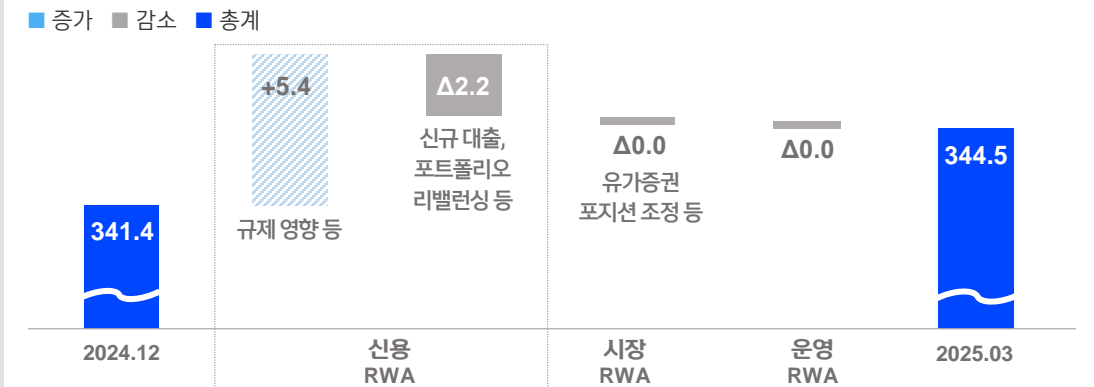 증가 감소 총계
+5.4
Δ2.2
신규 대출,
포트폴리오
리밸런싱 등
규제 영향 등
Δ0.0
유가증권
포지션 조정 등
Δ0.0
341.4
344.5
2024.12
신용
RWA
시장
RWA
운영
RWA
2025.03